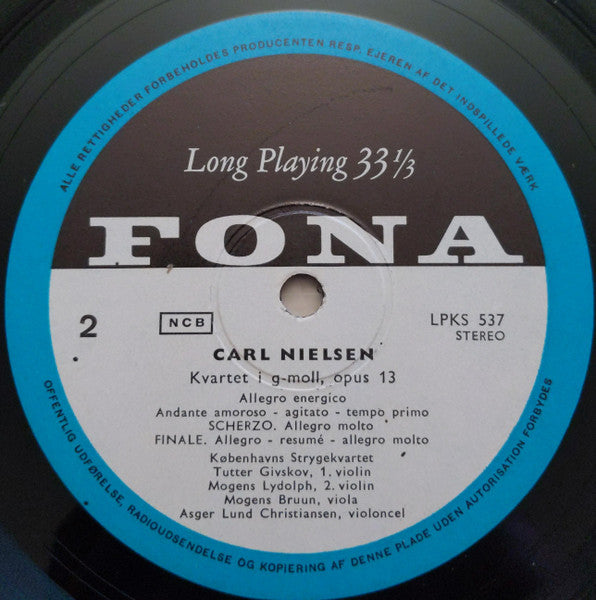 ALLE RETTIGHEDER FORBEHOLDES PRODUCENTEN RESP. EJEREN AF DET INDSPILLEDE VÆRK
Long Playing 33 1/3
FONA
2
NCB
LPKS 537
STEREO
CARL NIELSEN
Kvartet i g-moll, opus 13
Allegro energico
Andante amoroso - agitato - tempo primo
SCHERZO. Allegro molto
FINALE. Allegro - resumé - allegro molto
Københavns Strygekvartet
Tutter Givskov, 1. violin
Mogens Lydolph, 2. violin
Mogens Bruun, viola
Asger Lund Christiansen, violoncel
OFFENTLIG UDFØRELSE, RADIOUDSENDELSE OG KOPIERING AF DENNE PLADE UDEN AUTORISATION FORBYDES